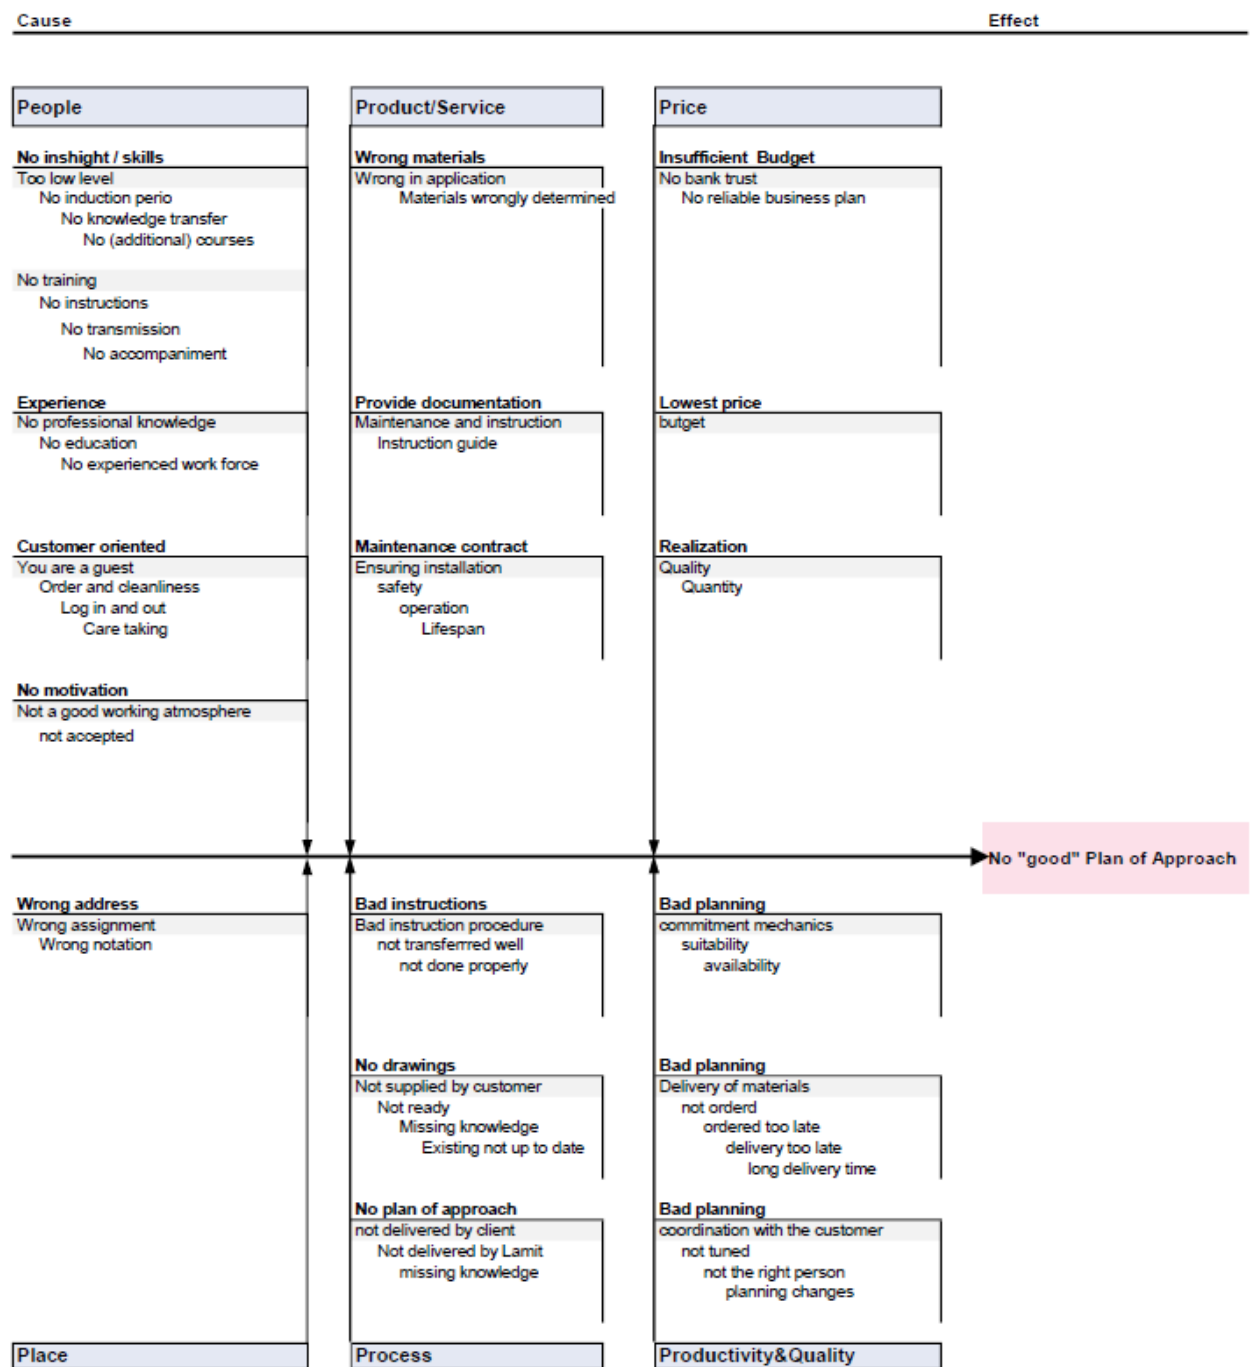 Cause
Effect
People
No inshight / skills
Too low level
No induction perio
No knowledge transfer
No (additional) courses
No training
No instructions
No transmission
No accompaniment
Experience
No professional knowledge
No education
No experienced work force
Customer oriented
You are a guest
Order and cleanliness
Log in and out
Care taking
No motivation
Not a good working atmosphere
not accepted
Product/Service
Wrong materials
Wrong in application
Materials wrongly determined
Provide documentation
Maintenance and instruction
Instruction guide
Maintenance contract
Ensuring installation
safety
operation
Lifespan
Price
Insufficient Budget
No bank trust
No reliable business plan
Lowest price
butget
Realization
Quality
Quantity
No "good" Plan of Approach
Wrong address
Wrong assignment
Wrong notation
Place
Bad instructions
Bad instruction procedure
not transferrred well
not done properly
No drawings
Not supplied by customer
Not ready
Missing knowledge
Existing not up to date
No plan of approach
not delivered by client
Not delivered by Lamit
missing knowledge
Process
Bad planning
commitment mechanics
suitability
availability
Bad planning
Delivery of materials
not orderd
ordered too late
delivery too late
long delivery time
Bad planning
coordination with the customer
not tuned
not the right person
planning changes
Productivity&Quality